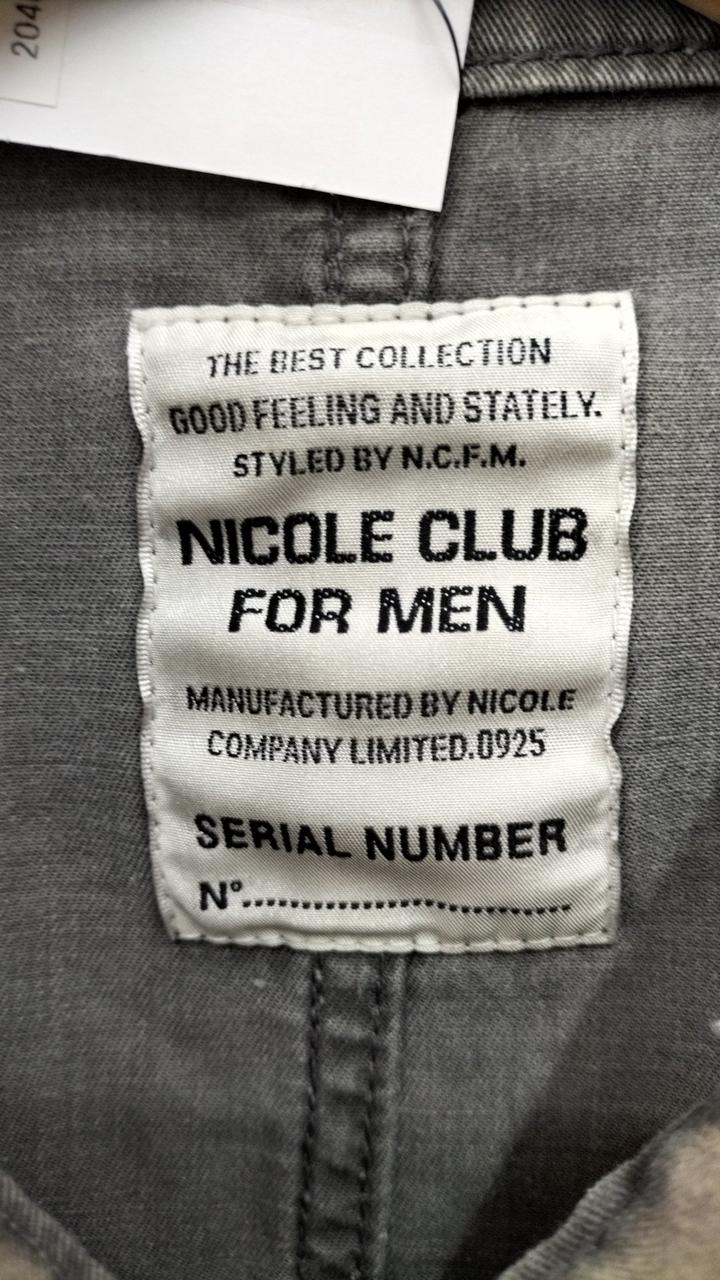 THE BEST COLLECTION
GOOD FEELING AND STATELY.
STYLED BY N.C.F.M.
NICOLE CLUB
FOR MEN
MANUFACTURED BY NICOLE
COMPANY LIMITED.0925
SERIAL NUMBER
N°..............................